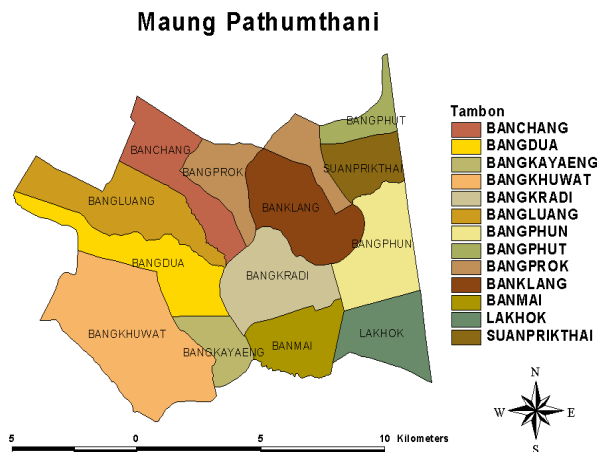 Maung Pathumthani
BANGPHUT
BANCHANG
BANGPROK
SUANPRIKTHAI
BANGLUANG
BANKLANG
BANGPHUN
BANGDUA
BANGKRADI
BANGKHUWAT
BANGKAYAENG
BANMAI
LAKHOK
Tambon
BANCHANG
BANGDUA
BANGKAYAENG
BANGKHUWAT
BANGKRADI
BANGLUANG
BANGPHUN
BANGPHUT
BANGPROK
BANKLANG
BANMAI
LAKHOK
SUANPRIKTHAI
N
W E
S
5 0 5 10 Kilometers